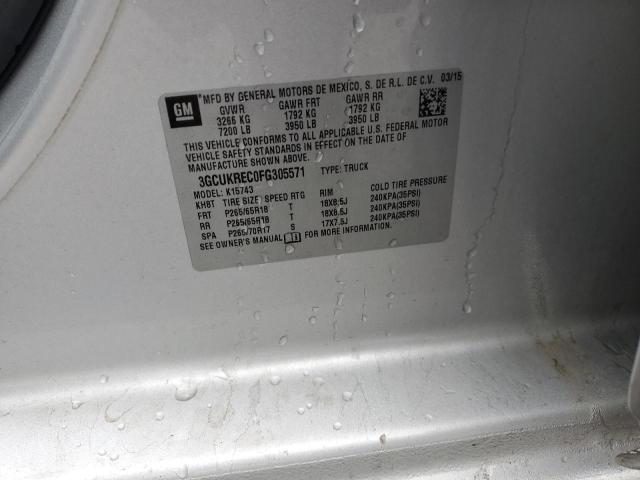 GM
MFD BY GENERAL MOTORS DE MEXICO, S. DE R.L. DE C.V. 03/15
GVWR GAWR FRT GAWR RR
3266 KG 1792 KG 1792 KG
7200 LB 3950 LB 3950 LB
THIS VEHICLE CONFORMS TO ALL APPLICABLE U.S. FEDERAL MOTOR
VEHICLE SAFETY STANDARDS IN EFFECT ON THE DATE OF
MANUFACTURE SHOWN ABOVE.
3GCUKREC0FG305571 TYPE: TRUCK
MODEL: K15743
KHBT TIRE SIZE SPEED RTG RIM COLD TIRE PRESSURE
FRT P265/65R18 T 18X8.5J 240KPA(35PSI)
RR P265/65R18 T 18X8.5J 240KPA(35PSI)
SPA P265/70R17 S 17X7.5J 240KPA(35PSI)
SEE OWNER'S MANUAL FOR MORE INFORMATION.